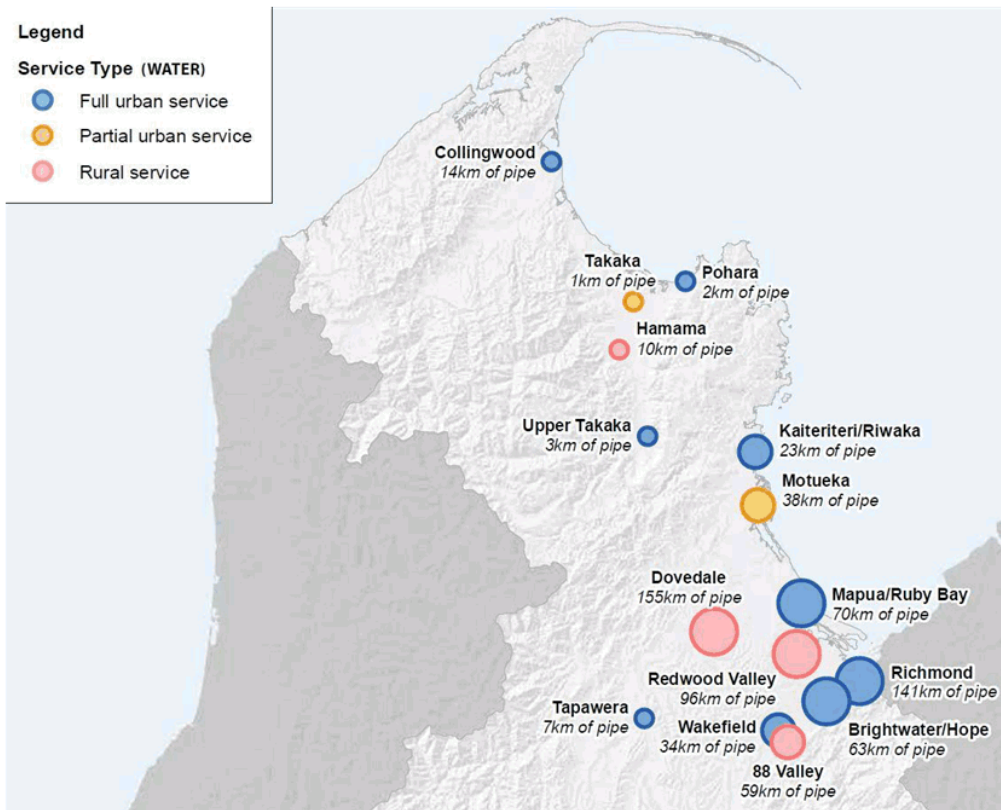 Legend
Service Type (WATER)
Full urban service
Partial urban service
Rural service
Collingwood
14km of pipe
Takaka
1km of pipe
Pohara
2km of pipe
Hamama
10km of pipe
Upper Takaka
3km of pipe
Kaiteriteri/Riwaka
23km of pipe
Motueka
38km of pipe
Dovedale
155km of pipe
Mapua/Ruby Bay
70km of pipe
Redwood Valley
96km of pipe
Richmond
141km of pipe
Tapawera
7km of pipe
Wakefield
34km of pipe
Brightwater/Hope
63km of pipe
88 Valley
59km of pipe